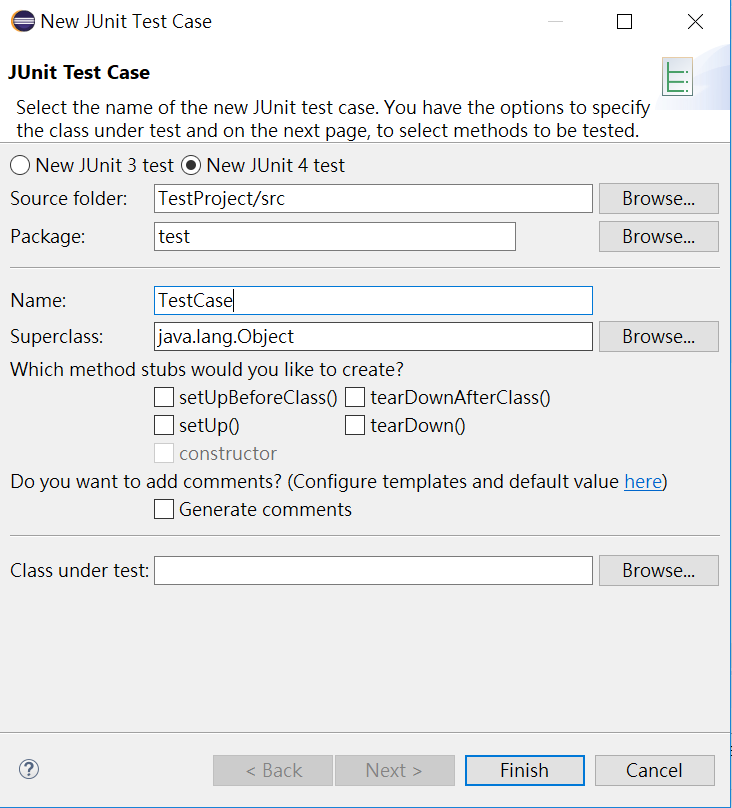 New JUnit Test Case
JUnit Test Case
Select the name of the new JUnit test case. You have the options to specify
the class under test and on the next page, to select methods to be tested.
New JUnit 3 test New JUnit 4 test
Source folder: TestProject/src Browse...
Package: test Browse...
Name: TestCase
Superclass: java.lang.Object Browse...
Which method stubs would you like to create?
setUpBeforeClass() tearDownAfterClass()
setUp() tearDown()
constructor
Do you want to add comments? (Configure templates and default value here)
Generate comments
Class under test: Browse...
? < Back Next > Finish Cancel